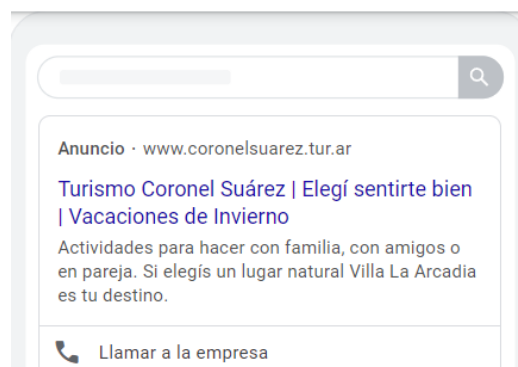 Anuncio · www.coronelsuarez.tur.ar
Turismo Coronel Suárez | Elegí sentirte bien
| Vacaciones de Invierno
Actividades para hacer con familia, con amigos o
en pareja. Si elegís un lugar natural Villa La Arcadia
es tu destino.
Llamar a la empresa